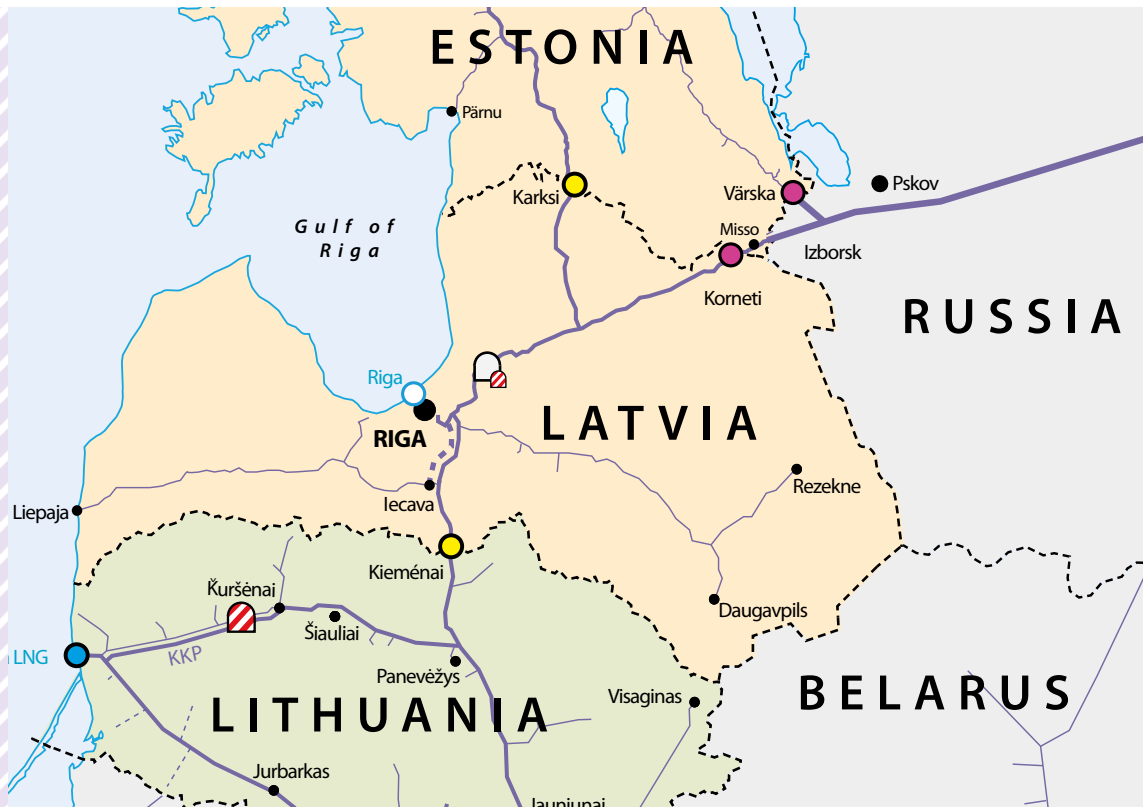 ESTONIA
Pärnu
Karksi
Värska
Pskov
Gulf of
Riga
Misso
Izborsk
Korneti
RUSSIA
Riga
RIGA
LATVIA
Rezekne
Iecava
Liepaja
Kieménai
Kuršėnai
Šiauliai
Daugavpils
LNG
KKP
Panevėžys
Visaginas
BELARUS
LITHUANIA
Jurbarkas